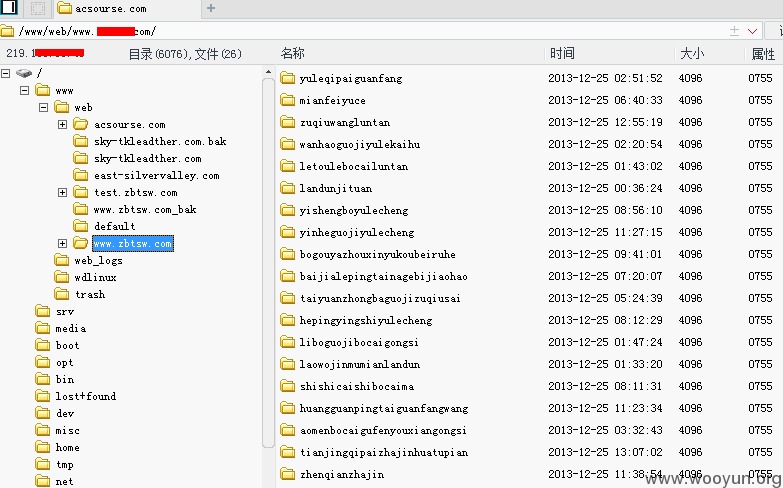 acsourse.com
/www/web/www. com/
219.1
目录(6076),文件(26)
名称 时间 大小 属性
/
www
web
acsourse.com
sky-tkleadther.com.bak
sky-tkleadther.com
east-silvervalley.com
test.zbtsw.com
www.zbtsw.com_bak
default
www.zbtsw.com
web_logs
wdlinux
trash
srv
media
boot
opt
bin
lost+found
dev
misc
home
tmp
net
yuleqipaiguanfang 2013-12-25 02:51:52 4096 0755
mianfeiyuce 2013-12-25 06:40:33 4096 0755
zuqiuwangluntan 2013-12-25 12:55:19 4096 0755
wanhaoguojiyulekaihu 2013-12-25 02:20:54 4096 0755
letoulebocailuntan 2013-12-25 01:43:02 4096 0755
landunjituan 2013-12-25 00:36:24 4096 0755
yishengboyulecheng 2013-12-25 08:56:10 4096 0755
yinheguojiyulecheng 2013-12-25 11:27:15 4096 0755
bogouyazhouxinyukoubeiruhe 2013-12-25 09:41:01 4096 0755
baijialepingtainagebijiaohao 2013-12-25 07:20:07 4096 0755
taiyuanzhongbaguojizuqiusai 2013-12-25 05:24:39 4096 0755
hepingyingshiyulecheng 2013-12-25 08:12:29 4096 0755
liboguojibocaigongsi 2013-12-25 01:47:24 4096 0755
laowojinmumianlandun 2013-12-25 01:33:20 4096 0755
shishicaishibocaima 2013-12-25 08:11:31 4096 0755
huangguanpingtaiguanfangwang 2013-12-25 11:23:34 4096 0755
aomenbocaigufenyouxiangongsi 2013-12-25 03:32:43 4096 0755
tianjingqipaizhajinhuatupian 2013-12-25 13:07:02 4096 0755
zhenqianzhajin 2013-12-25 11:38:54 4096 0755
www.wooyun.org